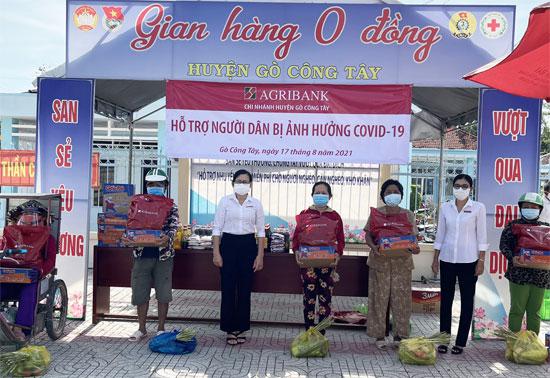 Gian hàng 0 đồng
HUYỆN GÒ CÔNG TÂY
AGRIBANK
CHI NHÁNH HUYỆN GÒ CÔNG TÂY
HỖ TRỢ NGƯỜI DÂN BỊ ẢNH HƯỞNG COVID-19
Gò Công Tây, ngày 17 tháng 8 năm 2021
SAN
SẺ
YÊU
THƯƠNG
VƯỢT
QUA
ĐẠI
DỊCH